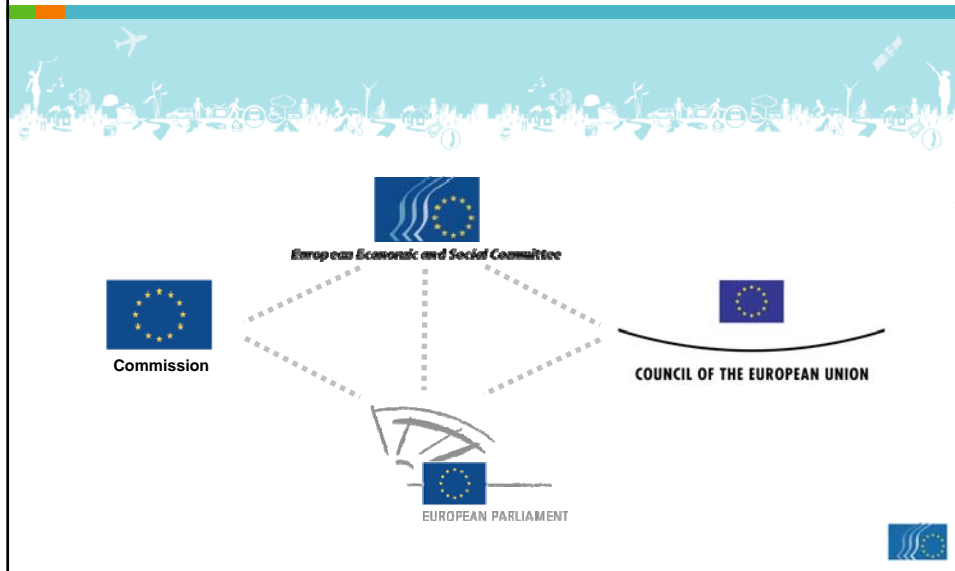 European Economic and Social Committee
Commission
COUNCIL OF THE EUROPEAN UNION
EUROPEAN PARLIAMENT